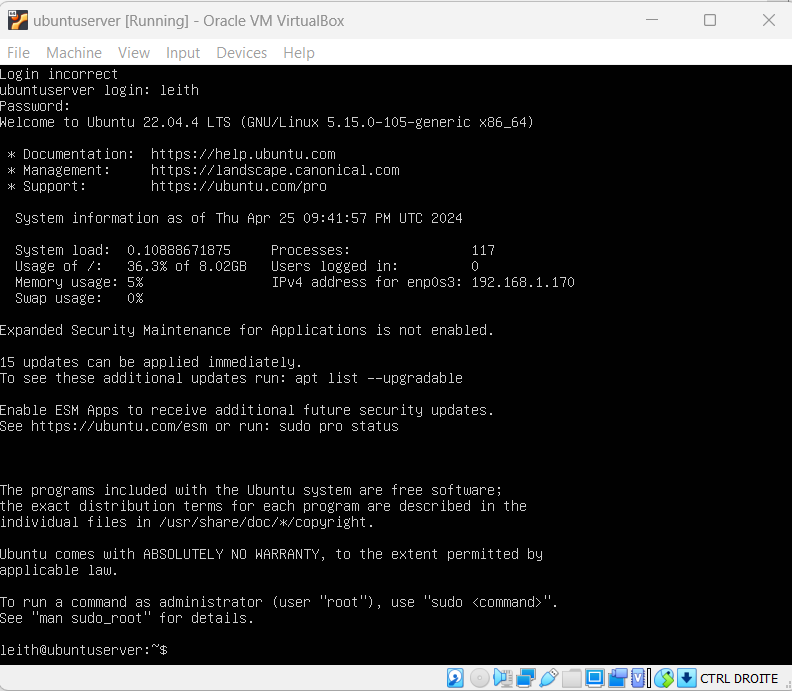 ubuntuserver [Running] - Oracle VM VirtualBox
File Machine View Input Devices Help
Login incorrect
ubuntuserver login: leith
Password:
Welcome to Ubuntu 22.04.4 LTS (GNU/Linux 5.15.0-105-generic x86_64)
* Documentation: https://help.ubuntu.com
* Management: https://landscape.canonical.com
* Support: https://ubuntu.com/pro
System information as of Thu Apr 25 09:41:57 PM UTC 2024
System load: 0.10888671875 Processes: 117
Usage of /: 36.3% of 8.02GB Users logged in: 0
Memory usage: 5% IPv4 address for enp0s3: 192.168.1.170
Swap usage: 0%
Expanded Security Maintenance for Applications is not enabled.
15 updates can be applied immediately.
To see these additional updates run: apt list --upgradable
Enable ESM Apps to receive additional future security updates.
See https://ubuntu.com/esm or run: sudo pro status
The programs included with the Ubuntu system are free software;
the exact distribution terms for each program are described in the
individual files in /usr/share/doc/*/copyright.
Ubuntu comes with ABSOLUTELY NO WARRANTY, to the extent permitted by
applicable law.
To run a command as administrator (user "root"), use "sudo <command>".
See "man sudo_root" for details.
leith@ubuntuserver:~$
CTRL DROITE